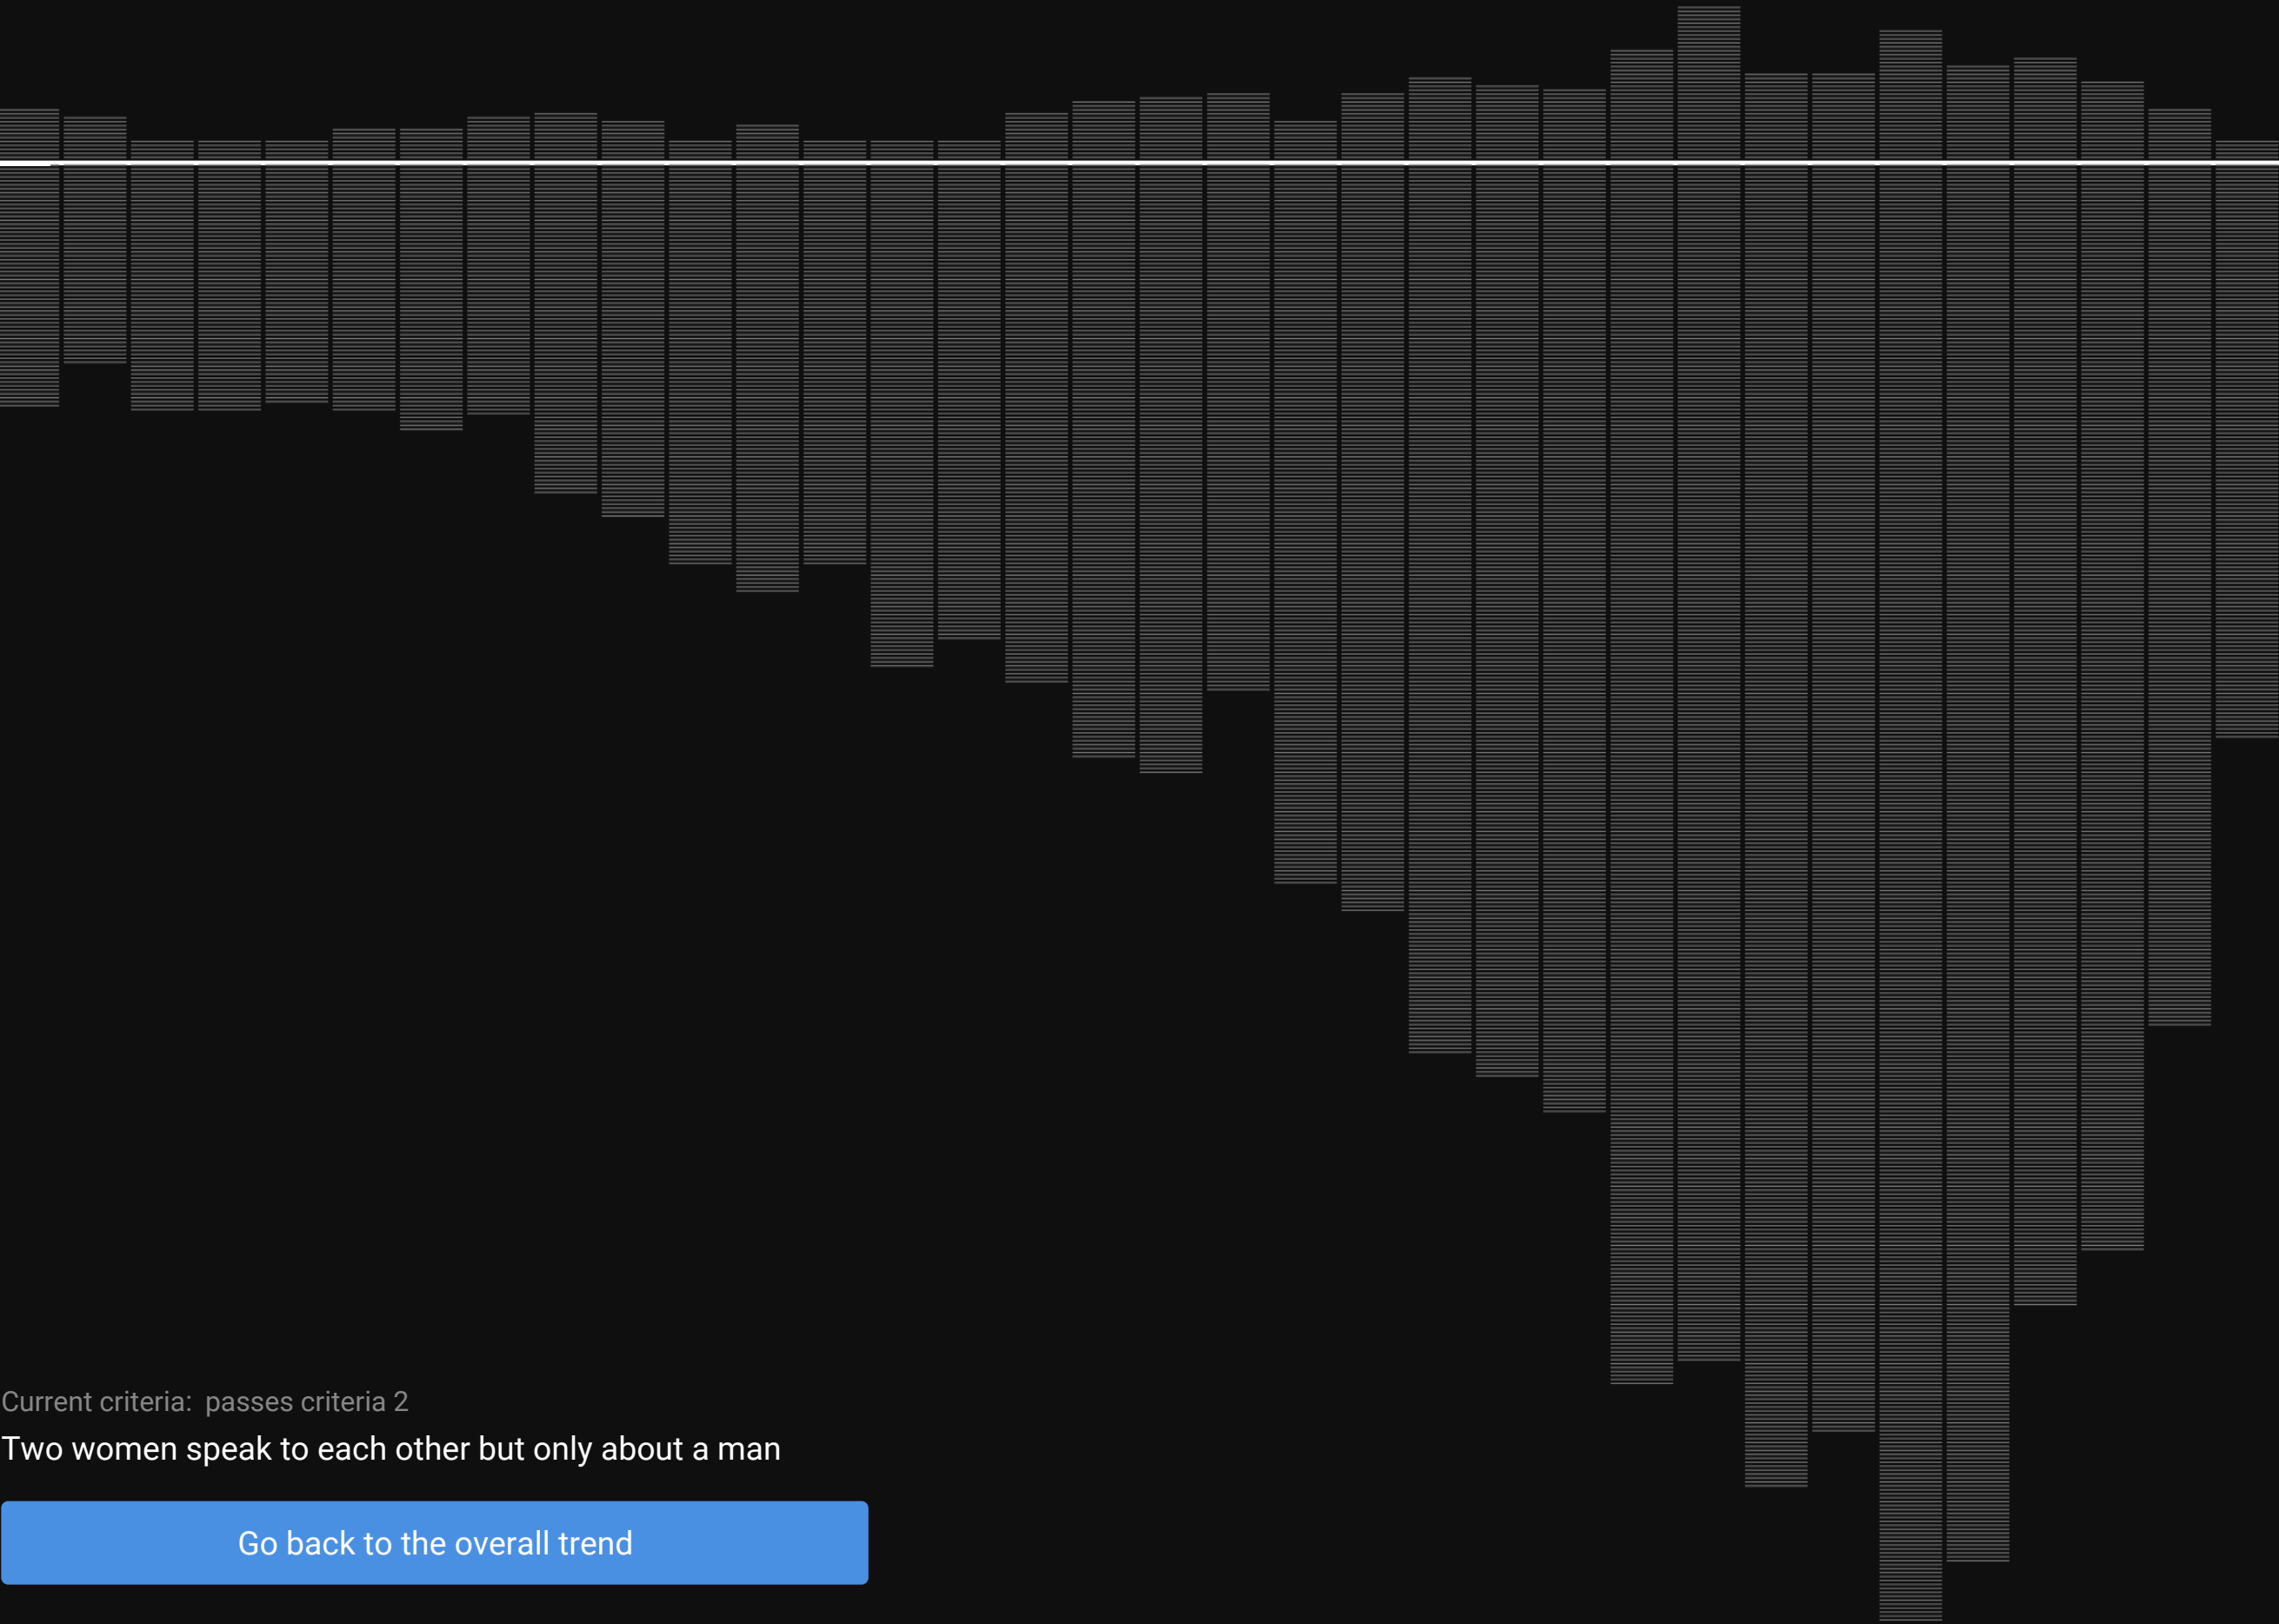 Current criteria: passes criteria 2
Two women speak to each other but only about a man
Go back to the overall trend